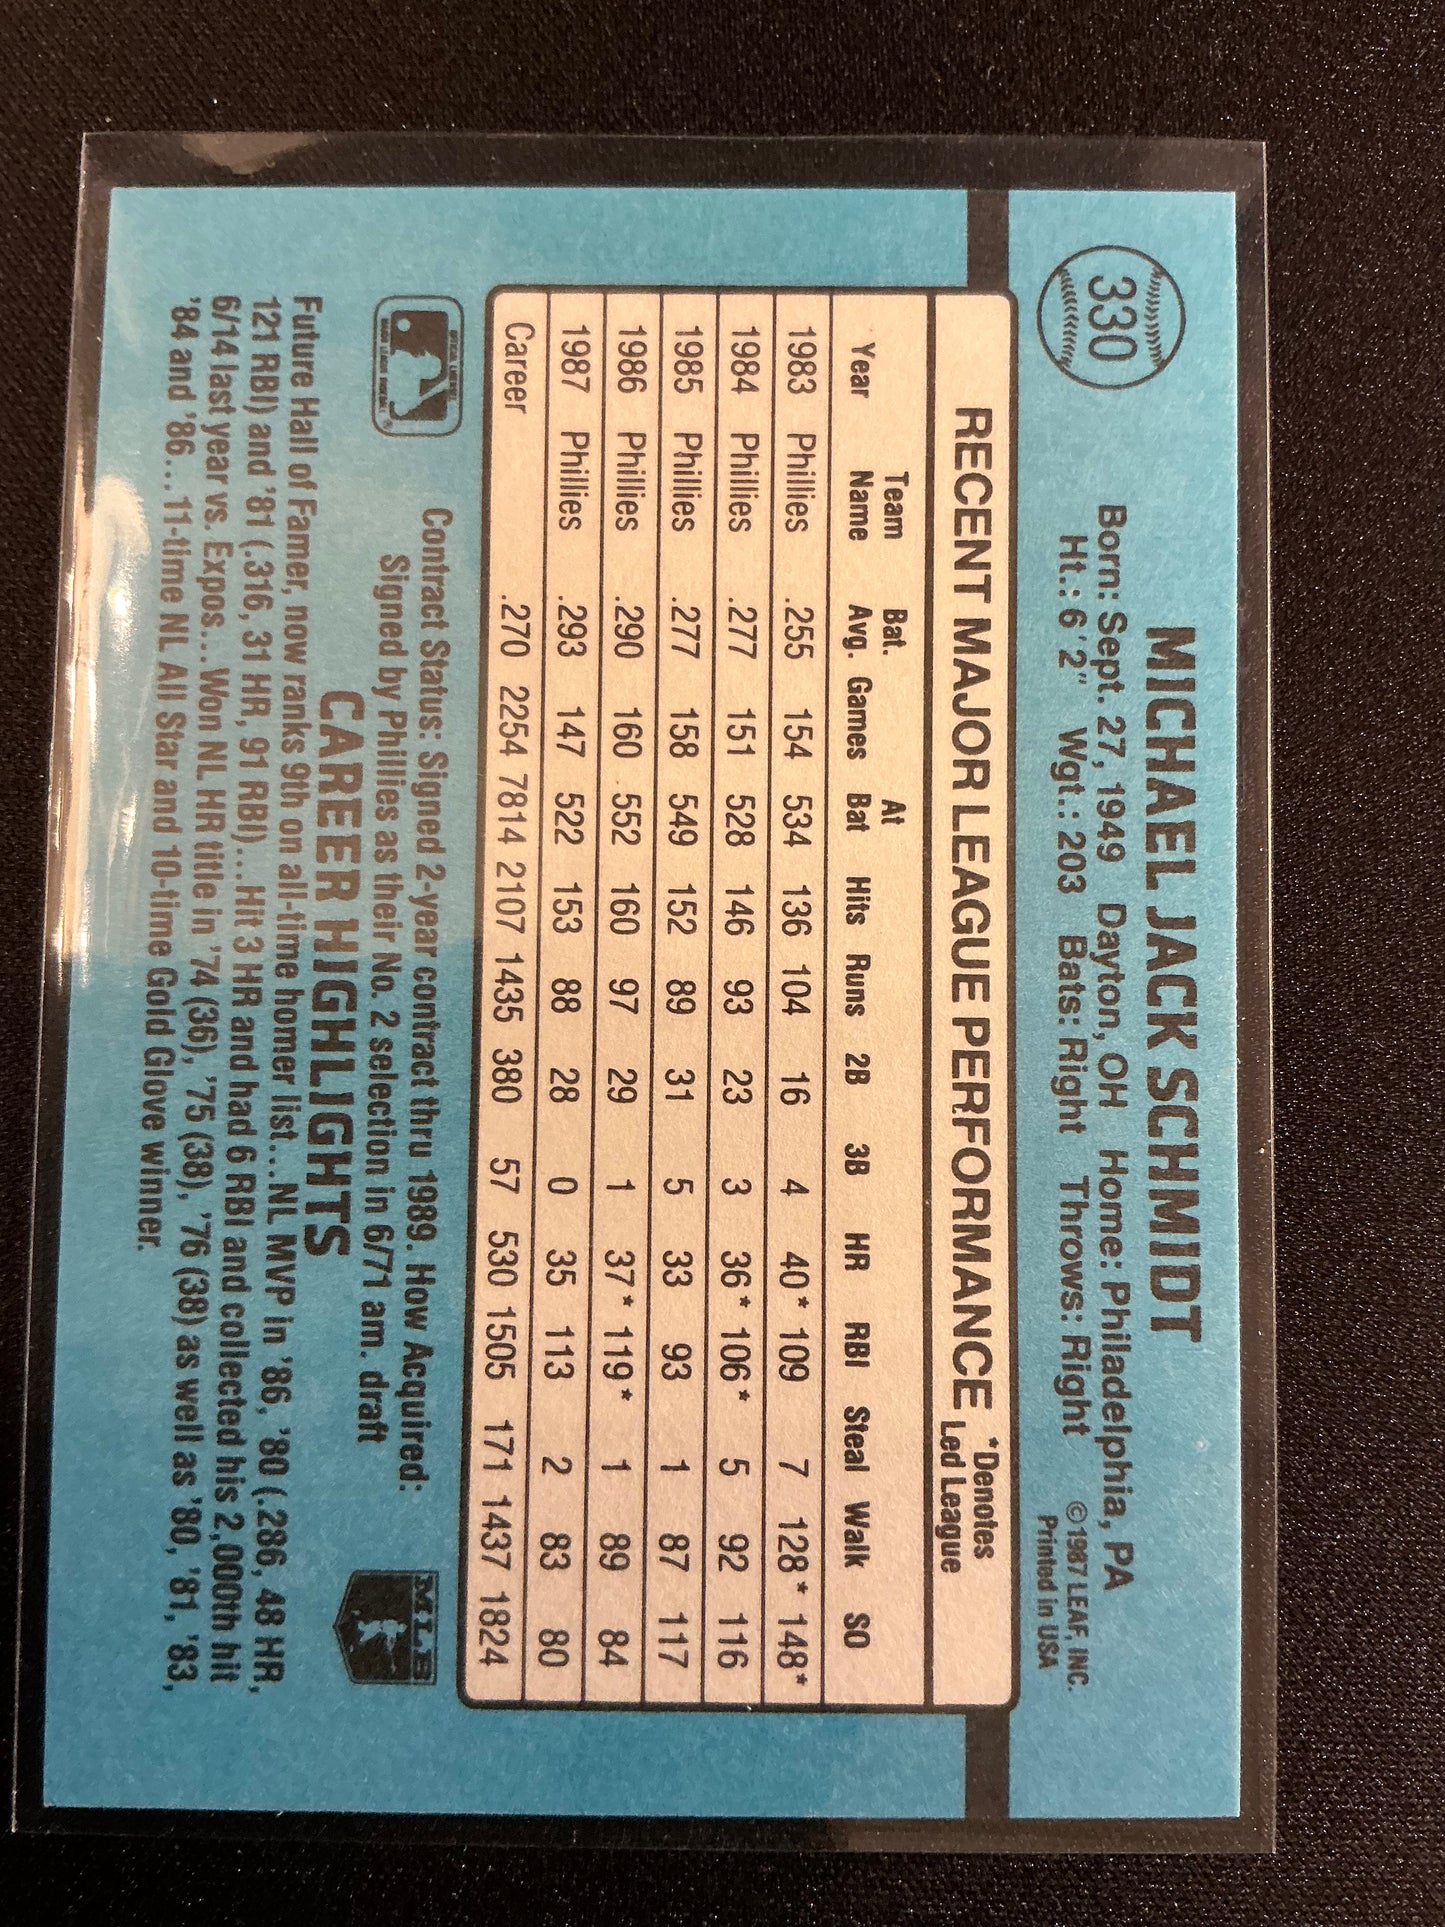 330
MICHAEL JACK SCHMIDT
Born: Sept. 27, 1949 Dayton, OH Home: Philadelphia, PA
Ht.: 6'2" Wgt.: 203 Bats: Right Throws: Right
©1987 LEAF, INC.
Printed in USA
RECENT MAJOR LEAGUE PERFORMANCE *Denotes Led League
Year Team Name Bat. Avg. Games At Bat Hits Runs 2B 3B HR RBI Steal Walk SO
1983 Phillies .255 154 534 136 104 16 4 40* 109 7 128* 148*
1984 Phillies .277 151 528 146 93 23 3 36* 106* 5 92 116
1985 Phillies .277 158 549 152 89 31 5 33 93 1 87 117
1986 Phillies .290 160 552 160 97 29 1 37* 119* 1 89 84
1987 Phillies .293 147 522 153 88 28 0 35 113 2 83 80
Career .270 2254 7814 2107 1435 380 57 530 1505 171 1437 1824
Contract Status: Signed 2-year contract thru 1989. How Acquired:
Signed by Phillies as their No. 2 selection in 6/71 am. draft
MLB
CAREER HIGHLIGHTS
Future Hall of Famer, now ranks 9th on all-time homer list...NL MVP in '86, '80 (.286, 48 HR,
121 RBI) and '81 (.316, 31 HR, 91 RBI)...Hit 3 HR and had 6 RBI and collected his 2,000th hit
6/14 last year vs. Expos...Won NL HR title in '74 (36), '75 (38), '76 (38) as well as '80, '81, '83,
'84 and '86...11-time NL All Star and 10-time Gold Glove winner.